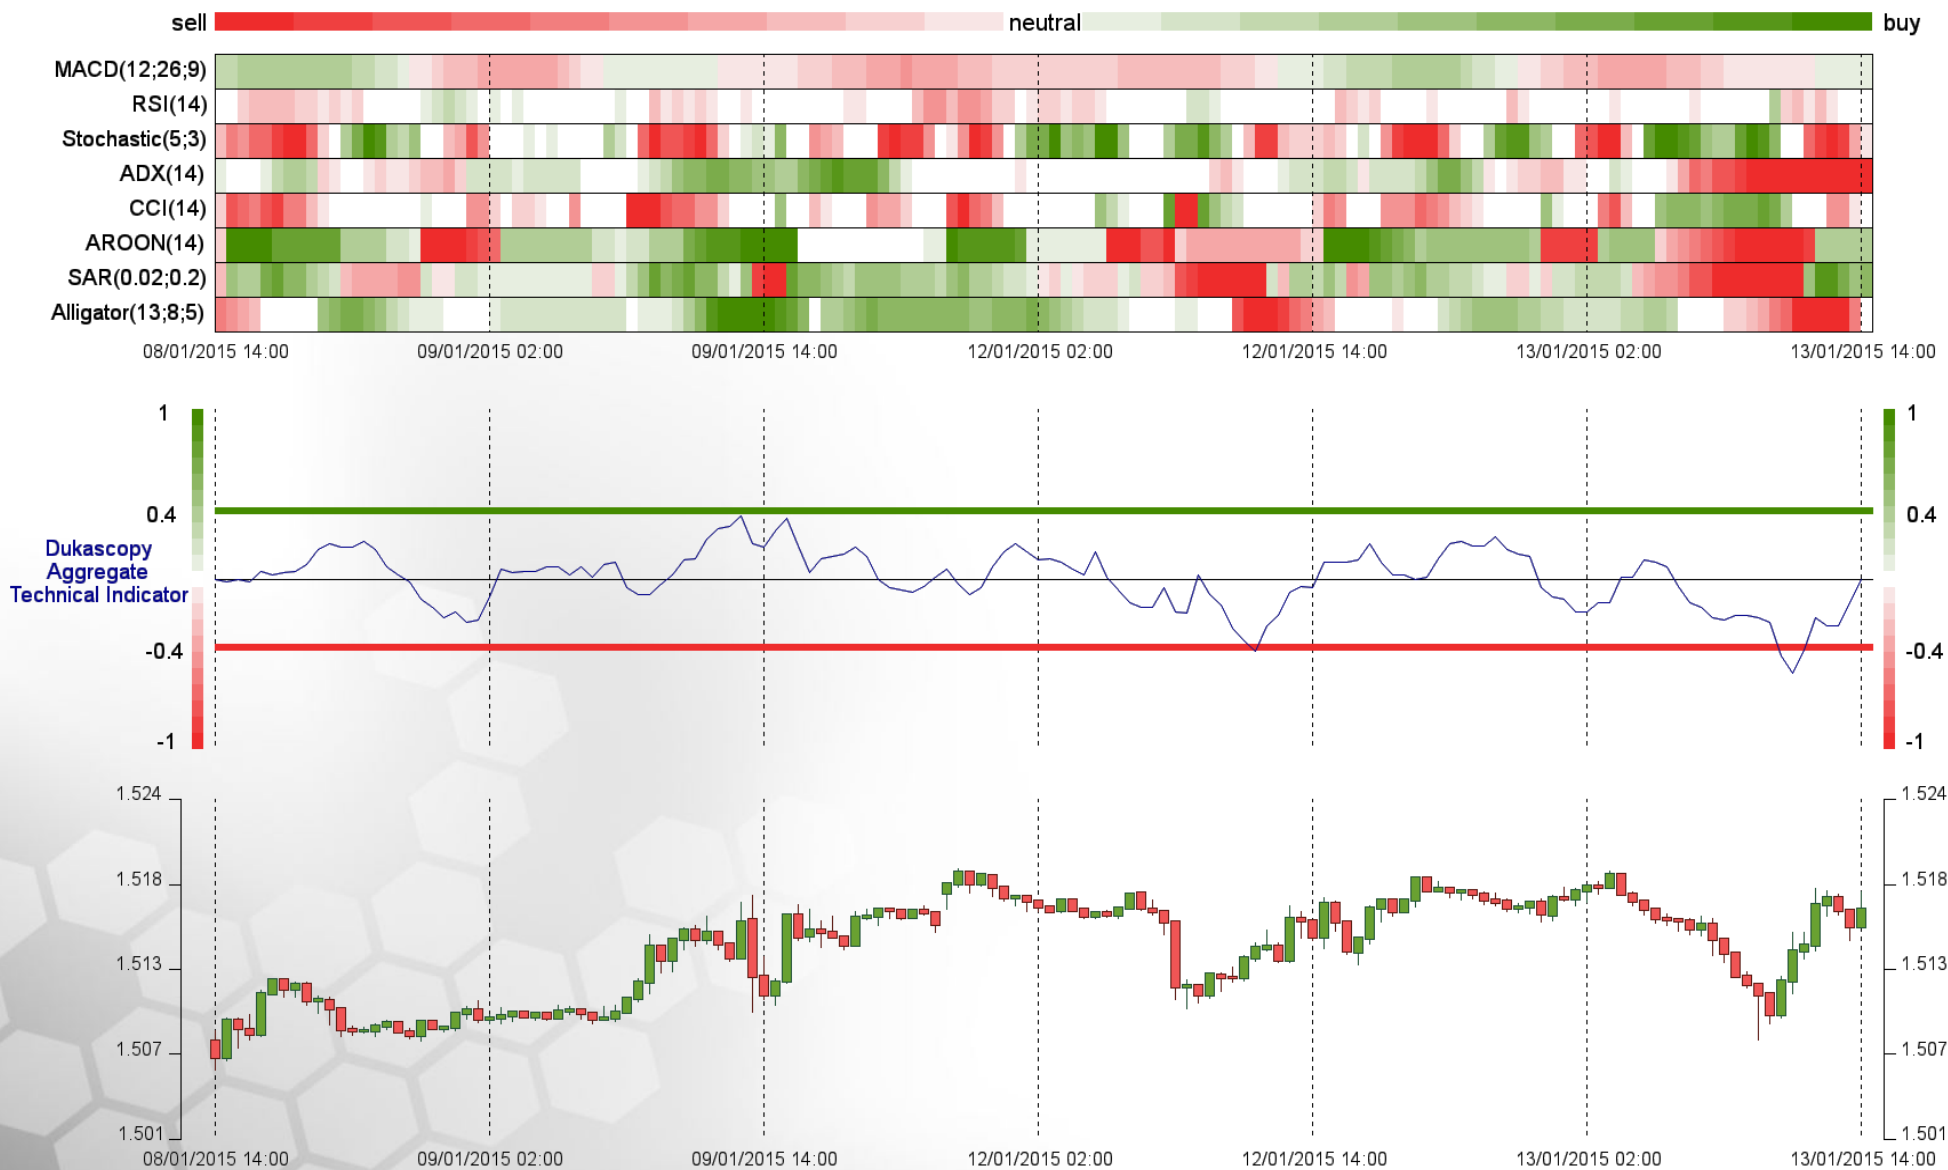 sell neutral buy
MACD(12;26;9)
RSI(14)
Stochastic(5;3)
ADX(14)
CCI(14)
AROON(14)
SAR(0.02;0.2)
Alligator(13;8;5)
08/01/2015 14:00 09/01/2015 02:00 09/01/2015 14:00 12/01/2015 02:00 12/01/2015 14:00 13/01/2015 02:00 13/01/2015 14:00
1 1
0.4 0.4
Dukascopy
Aggregate
Technical Indicator
-0.4 -0.4
-1 -1
1.524 1.524
1.518 1.518
1.513 1.513
1.507 1.507
1.501 1.501
08/01/2015 14:00 09/01/2015 02:00 09/01/2015 14:00 12/01/2015 02:00 12/01/2015 14:00 13/01/2015 02:00 13/01/2015 14:00